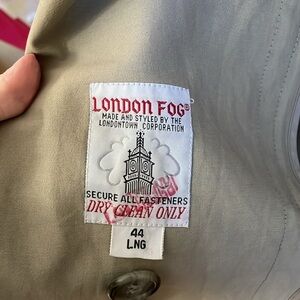 LONDON FOG®
MADE AND STYLED BY THE
LONDONTOWN CORPORATION
SECURE ALL FASTENERS
DRY CLEAN ONLY
44
LNG